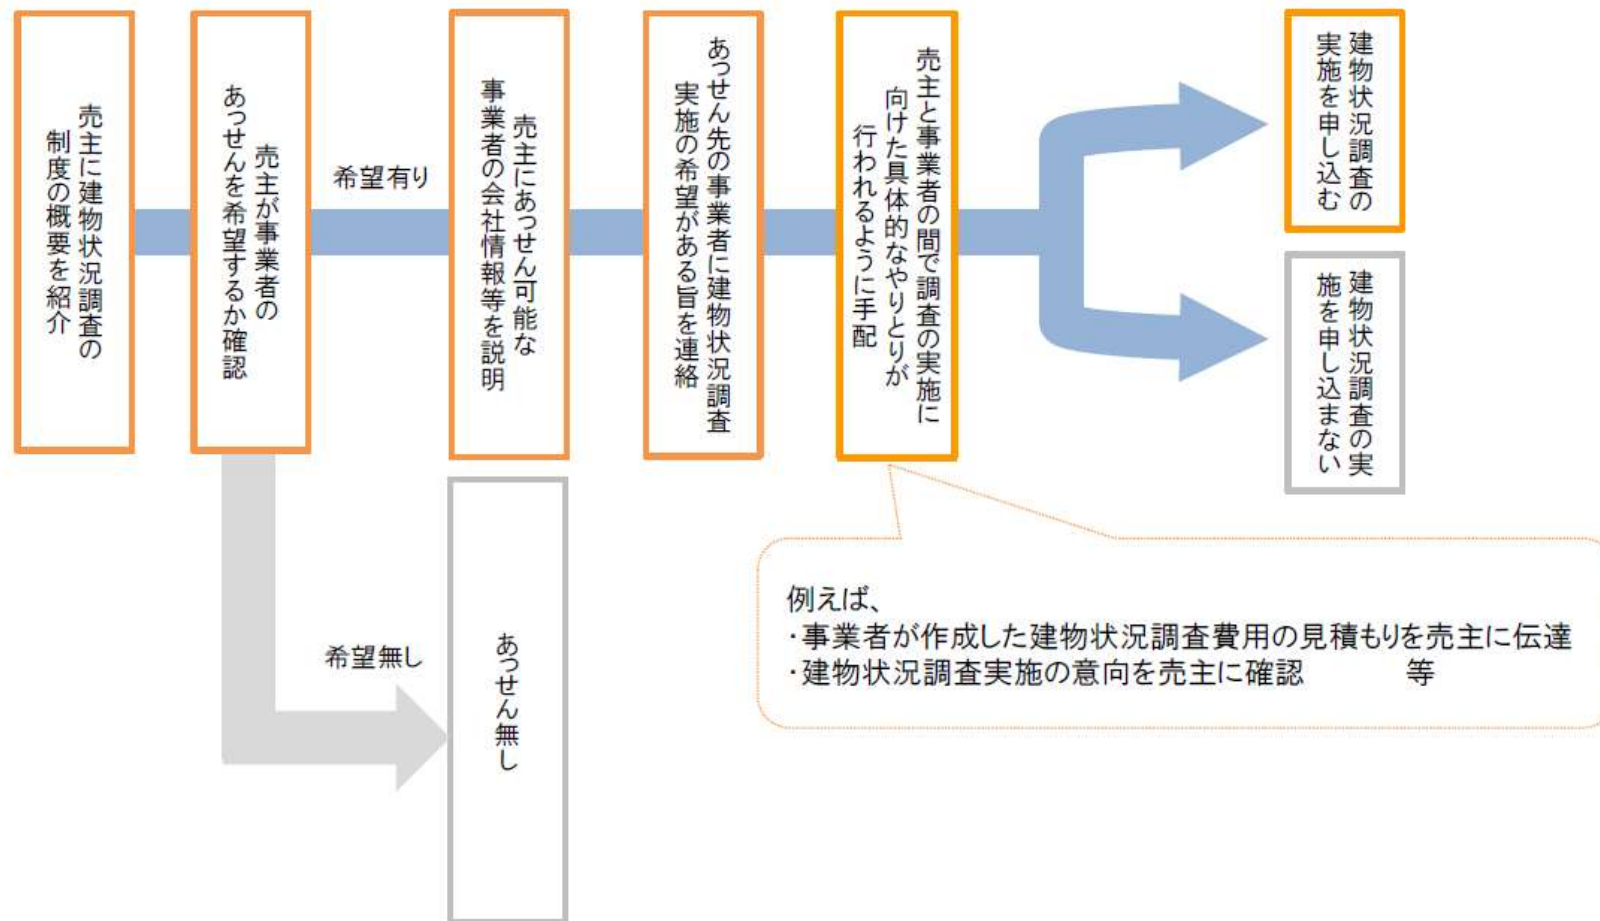 売主に建物状況調査の
制度の概要を紹介
売主が事業者の
あっせんを希望するか確認
希望有り
売主にあっせん可能な
事業者の会社情報等を説明
あっせん先の事業者に建物状況調査
実施の希望がある旨を連絡
売主と事業者の間で調査の実施に
向けた具体的なやりとりが
行われるように手配
建物状況調査の
実施を申し込む
建物状況調査の実
施を申し込まない
希望無し
あっせん無し
例えば、
・事業者が作成した建物状況調査費用の見積もりを売主に伝達
・建物状況調査実施の意向を売主に確認　　　　等